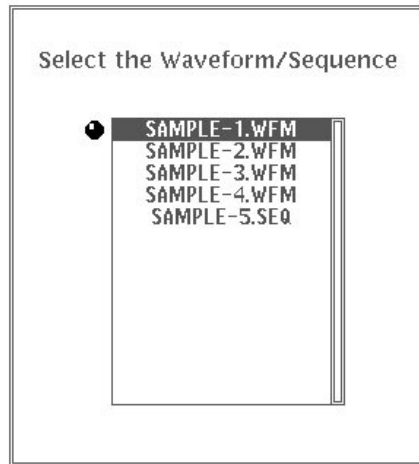 Select the Waveform/Sequence
SAMPLE-1.WFM
SAMPLE-2.WFM
SAMPLE-3.WFM
SAMPLE-4.WFM
SAMPLE-5.SEQ